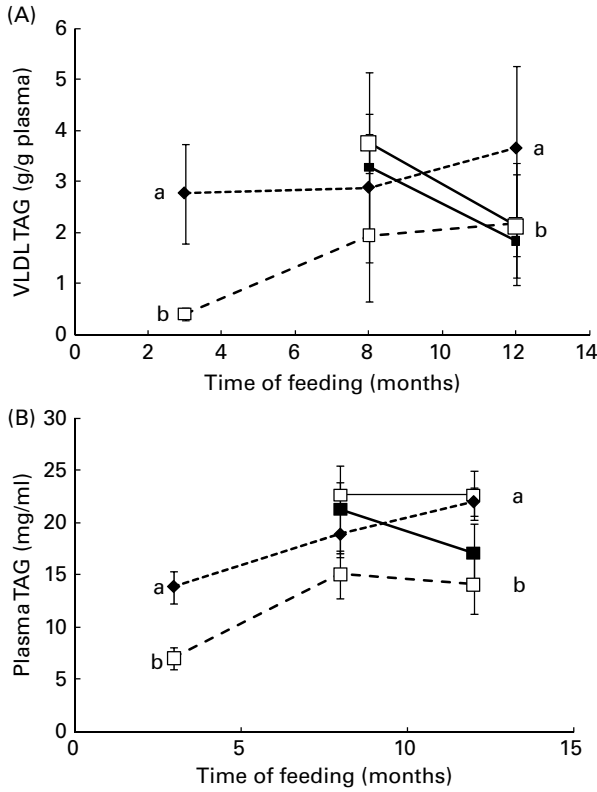 (A)
6
5
4
3
2
1
0
VLDL TAG (g/g plasma)
a
a
b
b
0 2 4 6 8 10 12 14
Time of feeding (months)
(B)
30
25
20
15
10
5
0
Plasma TAG (mg/ml)
a
a
b
b
0 5 10 15
Time of feeding (months)